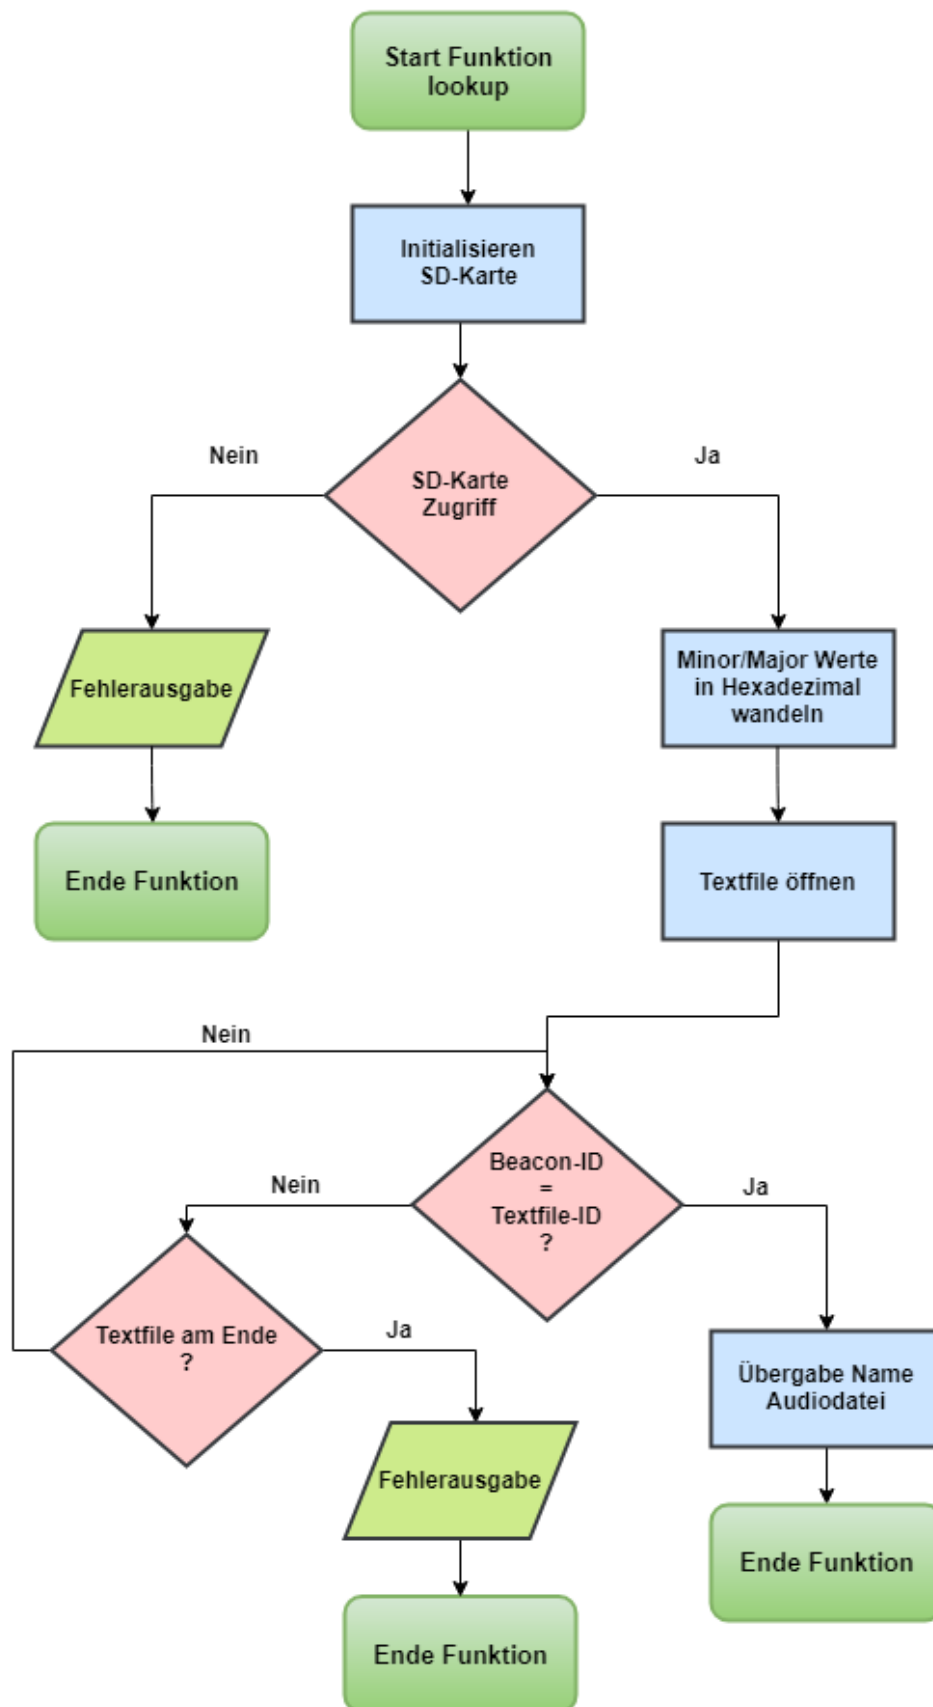 Start Funktion
lookup
Initialisieren
SD-Karte
Nein
Ja
SD-Karte
Zugriff
Fehlerausgabe
Minor/Major Werte
in Hexadezimal
wandeln
Ende Funktion
Textfile öffnen
Nein
Beacon-ID
=
Textfile-ID
?
Nein
Ja
Textfile am Ende
?
Ja
Übergabe Name
Audiodatei
Fehlerausgabe
Ende Funktion
Ende Funktion